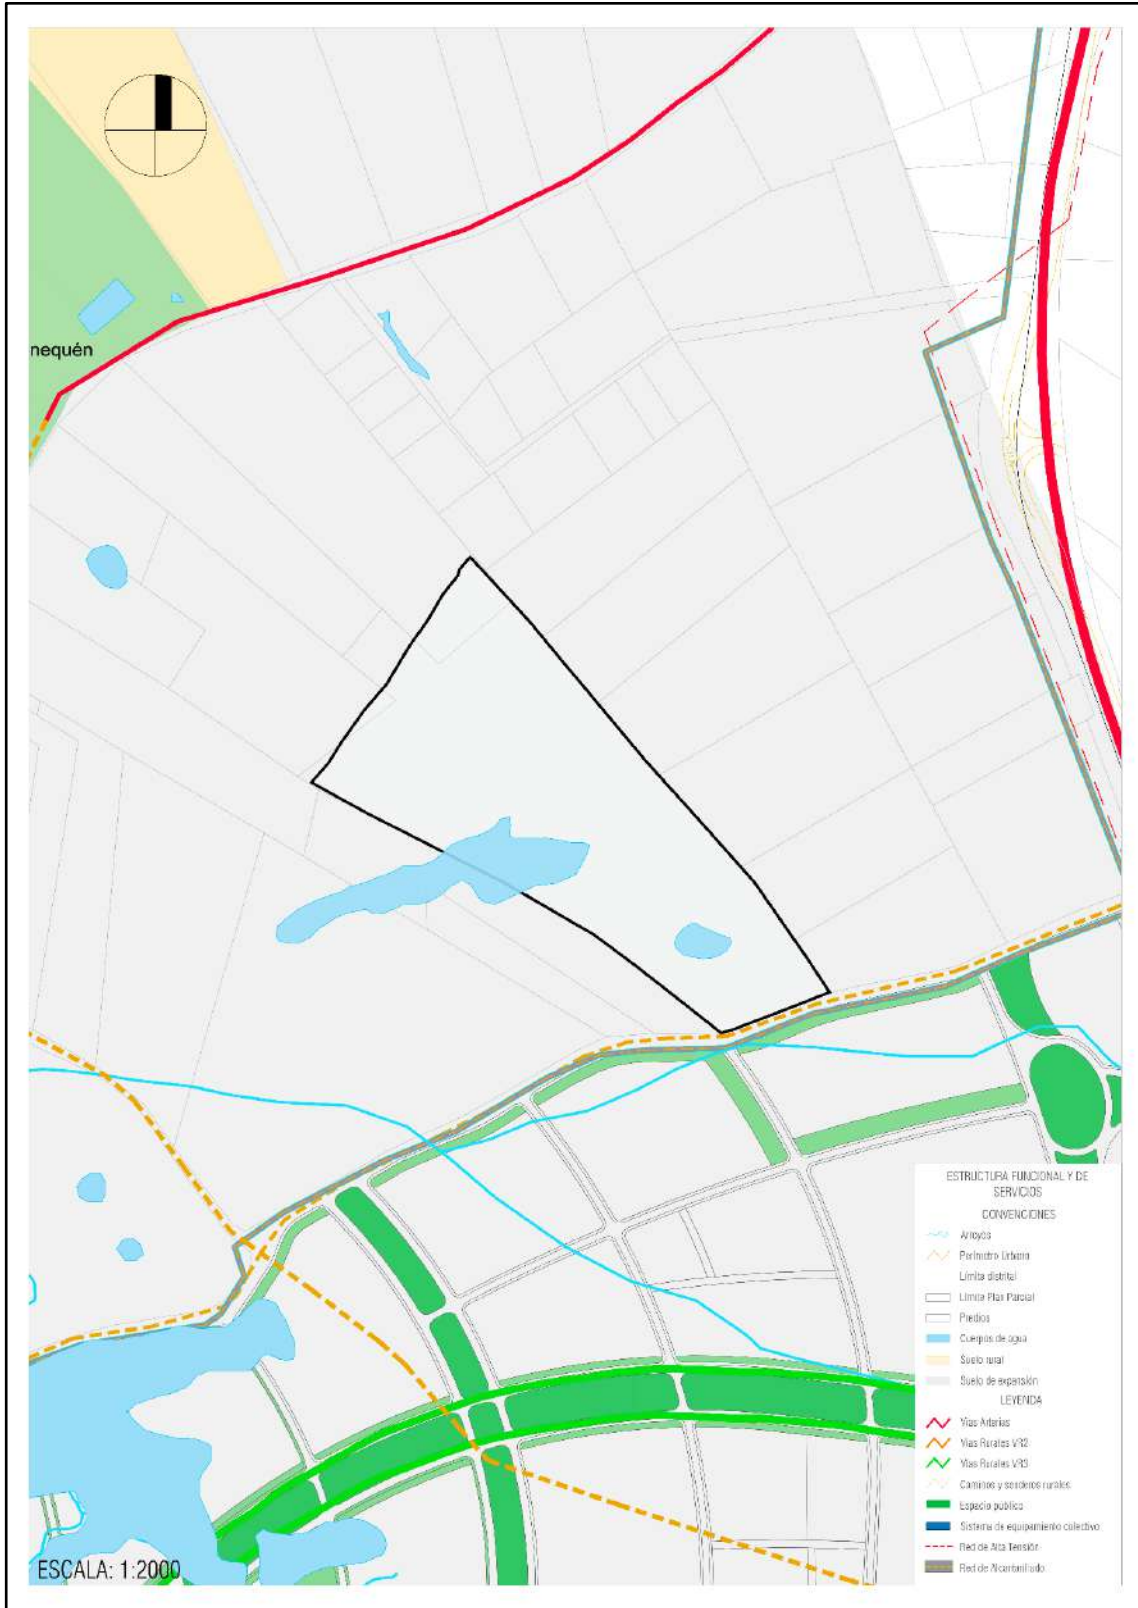 nequén
ESTRUCTURA FUNCIONAL Y DE
SERVICIOS
CONVENCIONES
Arroyos
Perímetro Urbano
Límite distrital
Límite Plan Parcial
Predios
Cuerpos de agua
Suelo rural
Suelo de expansión
LEYENDA
Vías Arterias
Vías Rurales VR2
Vías Rurales VR3
Caminos y senderos rurales
Espacio público
Sistema de equipamiento colectivo
Red de Alta Tensión
Red de Alcantarillado
ESCALA: 1:2000